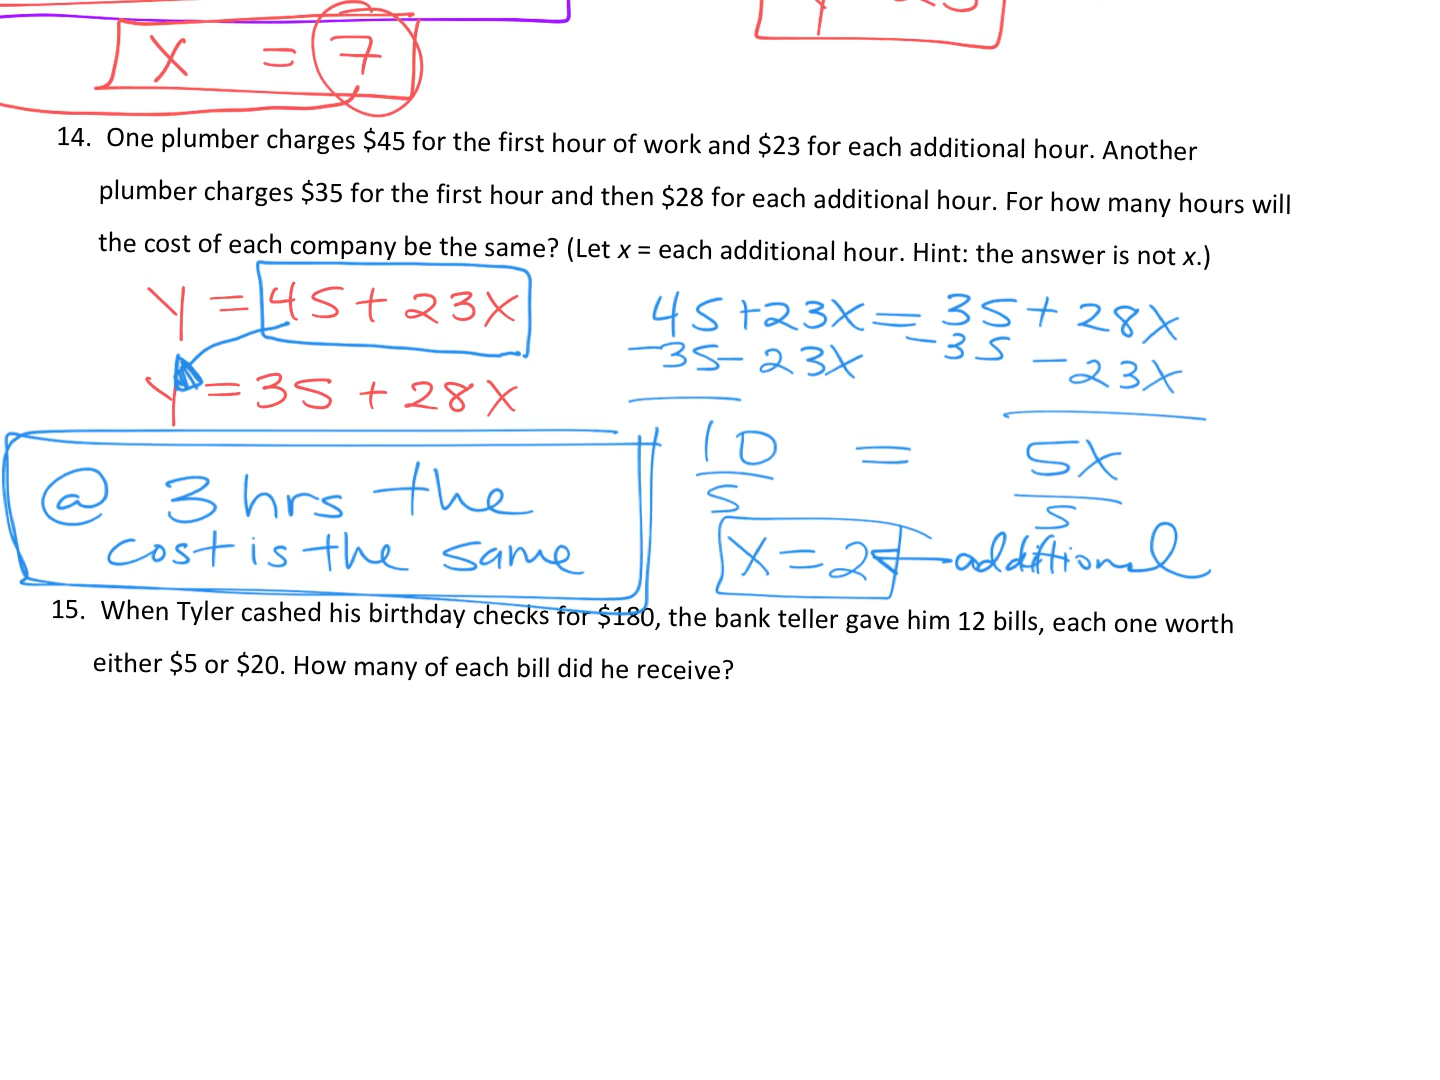 x = 7
14. One plumber charges $45 for the first hour of work and $23 for each additional hour. Another
plumber charges $35 for the first hour and then $28 for each additional hour. For how many hours will
the cost of each company be the same? (Let x = each additional hour. Hint: the answer is not x.)
y = 45 + 23x
y = 35 + 28x
45 + 23x = 35 + 28x
-35 - 23x -35 - 23x
10 = 5x
5 5
x = 2 additional
@ 3 hrs the
cost is the same
15. When Tyler cashed his birthday checks for $180, the bank teller gave him 12 bills, each one worth
either $5 or $20. How many of each bill did he receive?